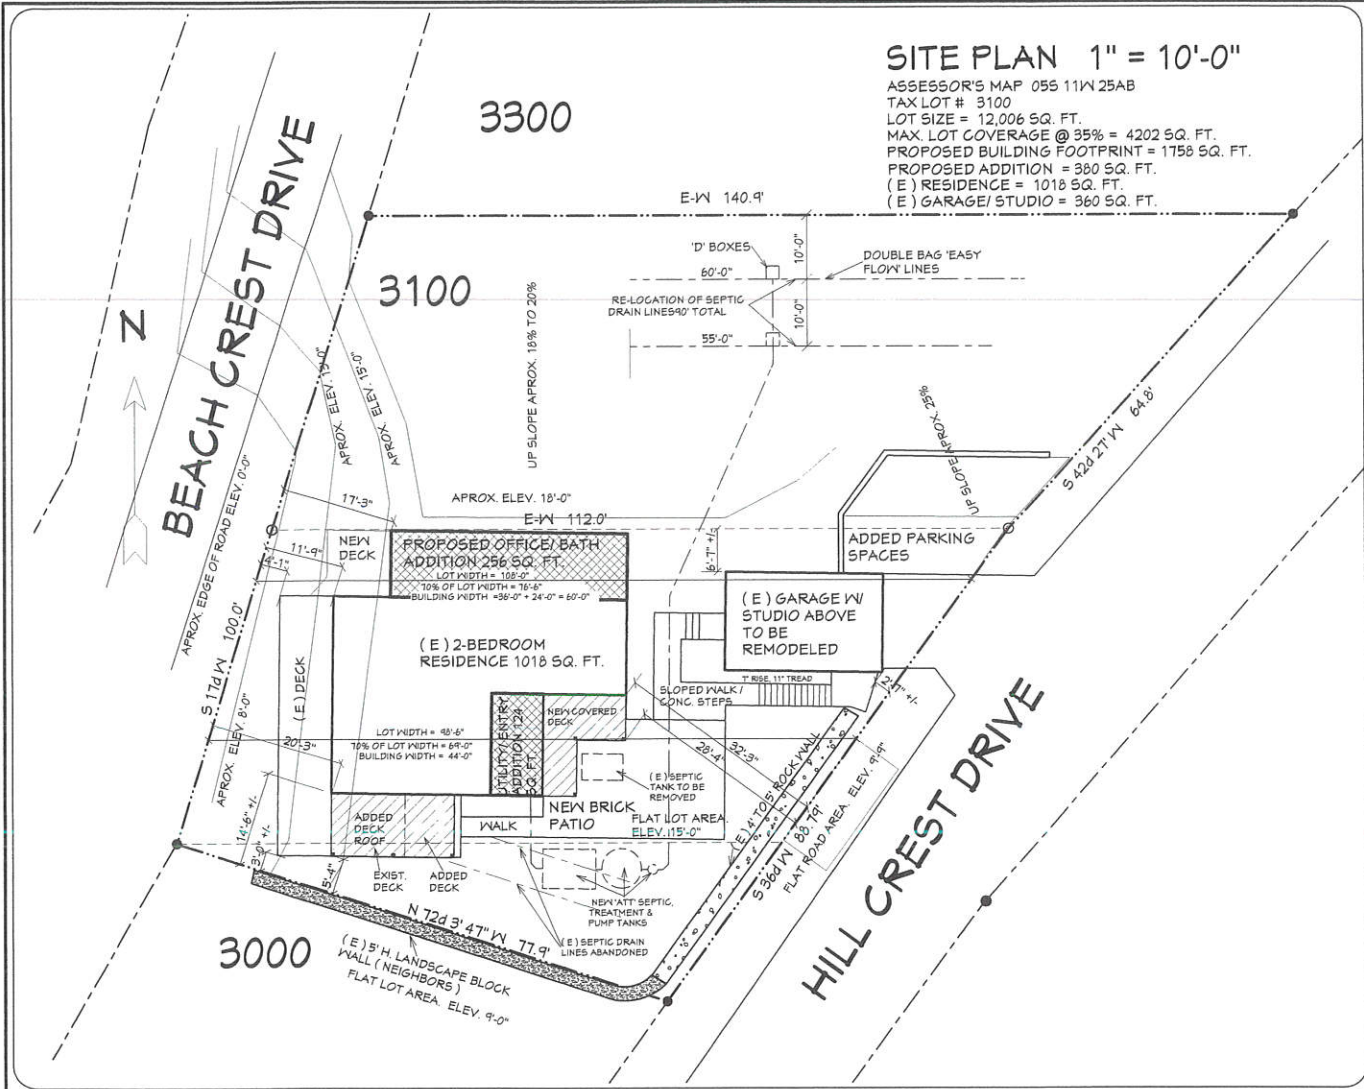 SITE PLAN 1" = 10'-0"
ASSESSOR'S MAP 05S 11W 25AB
TAX LOT # 3100
LOT SIZE = 12,006 SQ. FT.
MAX. LOT COVERAGE @ 35% = 4202 SQ. FT.
PROPOSED BUILDING FOOTPRINT = 1758 SQ. FT.
PROPOSED ADDITION = 380 SQ. FT.
( E ) RESIDENCE = 1018 SQ. FT.
( E ) GARAGE/ STUDIO = 360 SQ. FT.
3300
E-W 140.9'
BEACH CREST DRIVE
3100
N
'D' BOXES
60'-0"
10'-0"
DOUBLE BAG 'EASY
FLOW' LINES
RE-LOCATION OF SEPTIC
DRAIN LINES90' TOTAL
10'-0"
55'-0"
UP SLOPE APROX. 18% TO 20%
APROX. ELEV. 15'-0"
APROX. EDGE OF ROAD ELEV. 0'-0"
UP SLOPE APROX. 25%
S 42d 27' W 64.8'
17'-3"
APROX. ELEV. 18'-0"
E-W 112.0'
NEW
DECK
11'-9"
4'-1"
PROPOSED OFFICE/ BATH
ADDITION 256 SQ. FT.
LOT WIDTH = 108'-0"
70% OF LOT WIDTH = 76'-6"
BUILDING WIDTH =36'-0" + 24'-0" = 60'-0"
6'-7" +/-
ADDED PARKING
SPACES
( E ) GARAGE W/
STUDIO ABOVE
TO BE
REMODELED
7" RISE, 11" TREAD
( E ) 2-BEDROOM
RESIDENCE 1018 SQ. FT.
S 17d W 100.0'
( E ) DECK
APROX. ELEV. 8'-0"
20'-3"
SLOPED WALK /
CONC. STEPS
2'-7" +/-
NEW COVERED
DECK
UTILITY/ ENTRY
ADDITION 124
SQ. FT.
LOT WIDTH = 98'-6"
70% OF LOT WIDTH = 69'-0"
BUILDING WIDTH = 44'-0"
32'-3"
28'-4"
( E ) SEPTIC
TANK TO BE
REMOVED
( E ) 4' TO 5' ROCK WALL
14'-6" +/-
3'-0" +/-
5'-4"
ADDED
DECK
ROOF
WALK
NEW BRICK
PATIO
FLAT LOT AREA.
ELEV. 15'-0"
EXIST.
DECK
ADDED
DECK
S 36d W 88.79'
FLAT ROAD AREA. ELEV. 9'-9"
HILL CREST DRIVE
NEW 'ATT' SEPTIC,
TREATMENT &
PUMP TANKS
( E ) SEPTIC DRAIN
LINES ABANDONED
N 72d 3' 47" W 77.9'
3000
( E ) 5' H. LANDSCAPE BLOCK
WALL ( NEIGHBORS )
FLAT LOT AREA. ELEV. 9'-0"